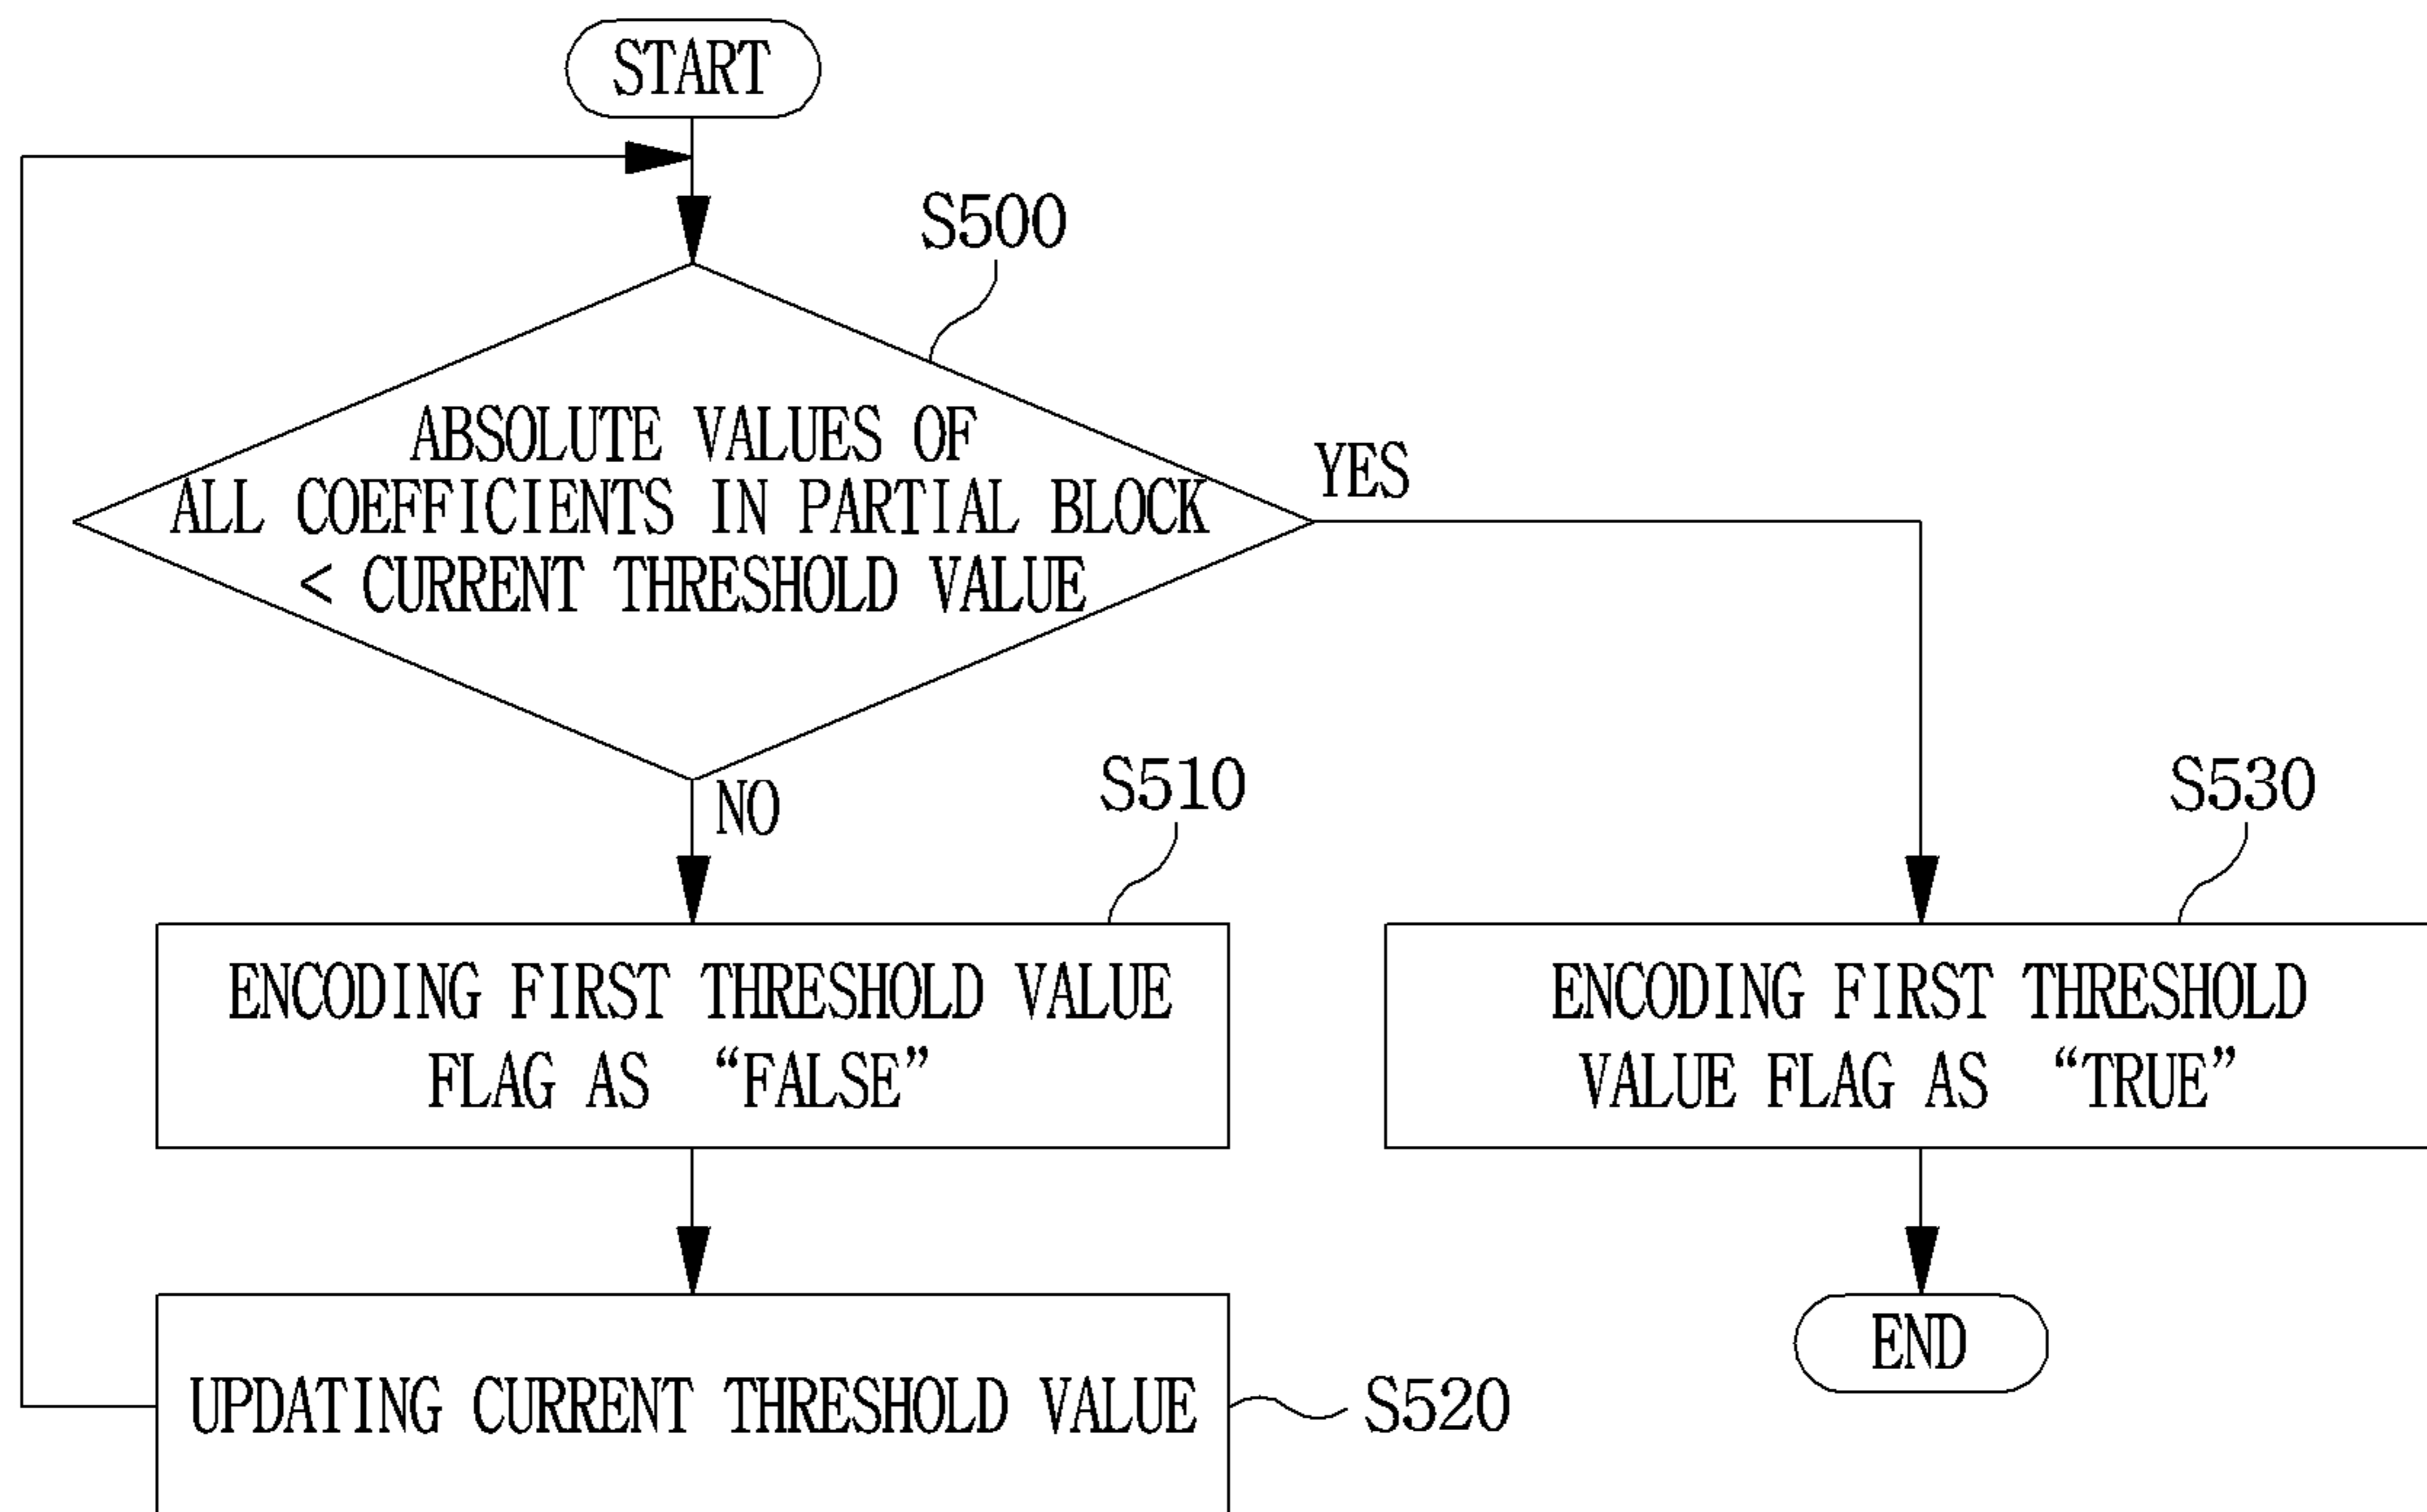 START
S500
ABSOLUTE VALUES OF
ALL COEFFICIENTS IN PARTIAL BLOCK
< CURRENT THRESHOLD VALUE
YES
NO
S510
S530
ENCODING FIRST THRESHOLD VALUE
FLAG AS “FALSE”
ENCODING FIRST THRESHOLD
VALUE FLAG AS “TRUE”
UPDATING CURRENT THRESHOLD VALUE
S520
END